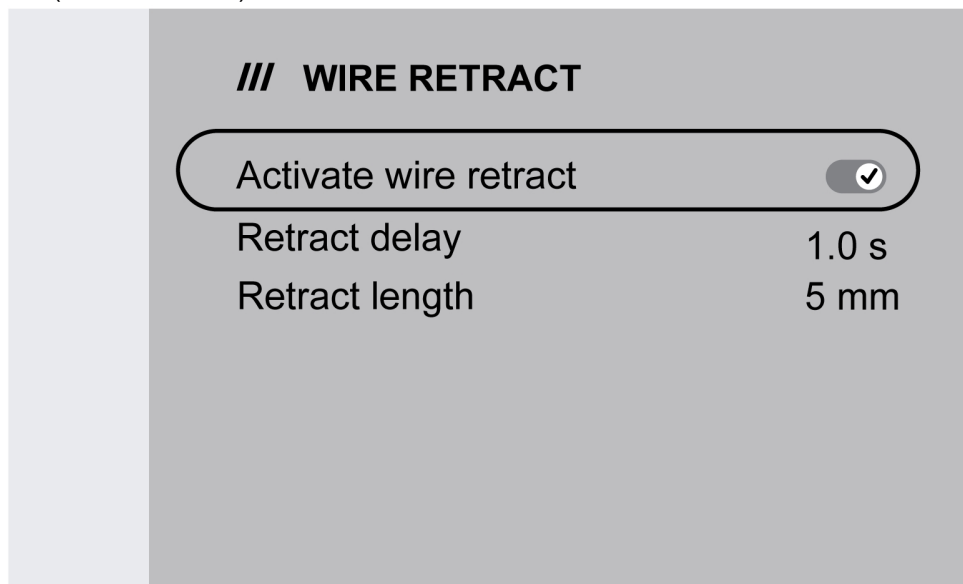 /// WIRE RETRACT
Activate wire retract
Retract delay 1.0 s
Retract length 5 mm